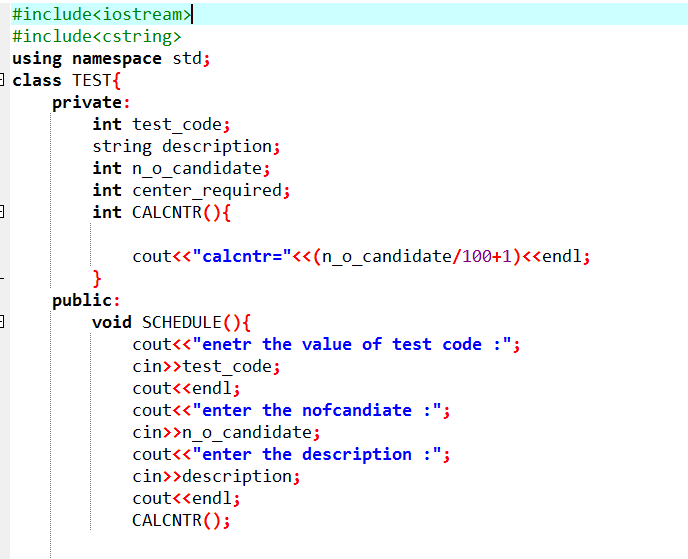 #include<iostream>
#include<cstring>
using namespace std;
class TEST{
private:
int test_code;
string description;
int n_o_candidate;
int center_required;
int CALCNTR(){
cout<<"calcntr="<<(n_o_candidate/100+1)<<endl;
}
public:
void SCHEDULE(){
cout<<"enetr the value of test code :";
cin>>test_code;
cout<<endl;
cout<<"enter the nofcandiate :";
cin>>n_o_candidate;
cout<<"enter the description :";
cin>>description;
cout<<endl;
CALCNTR();